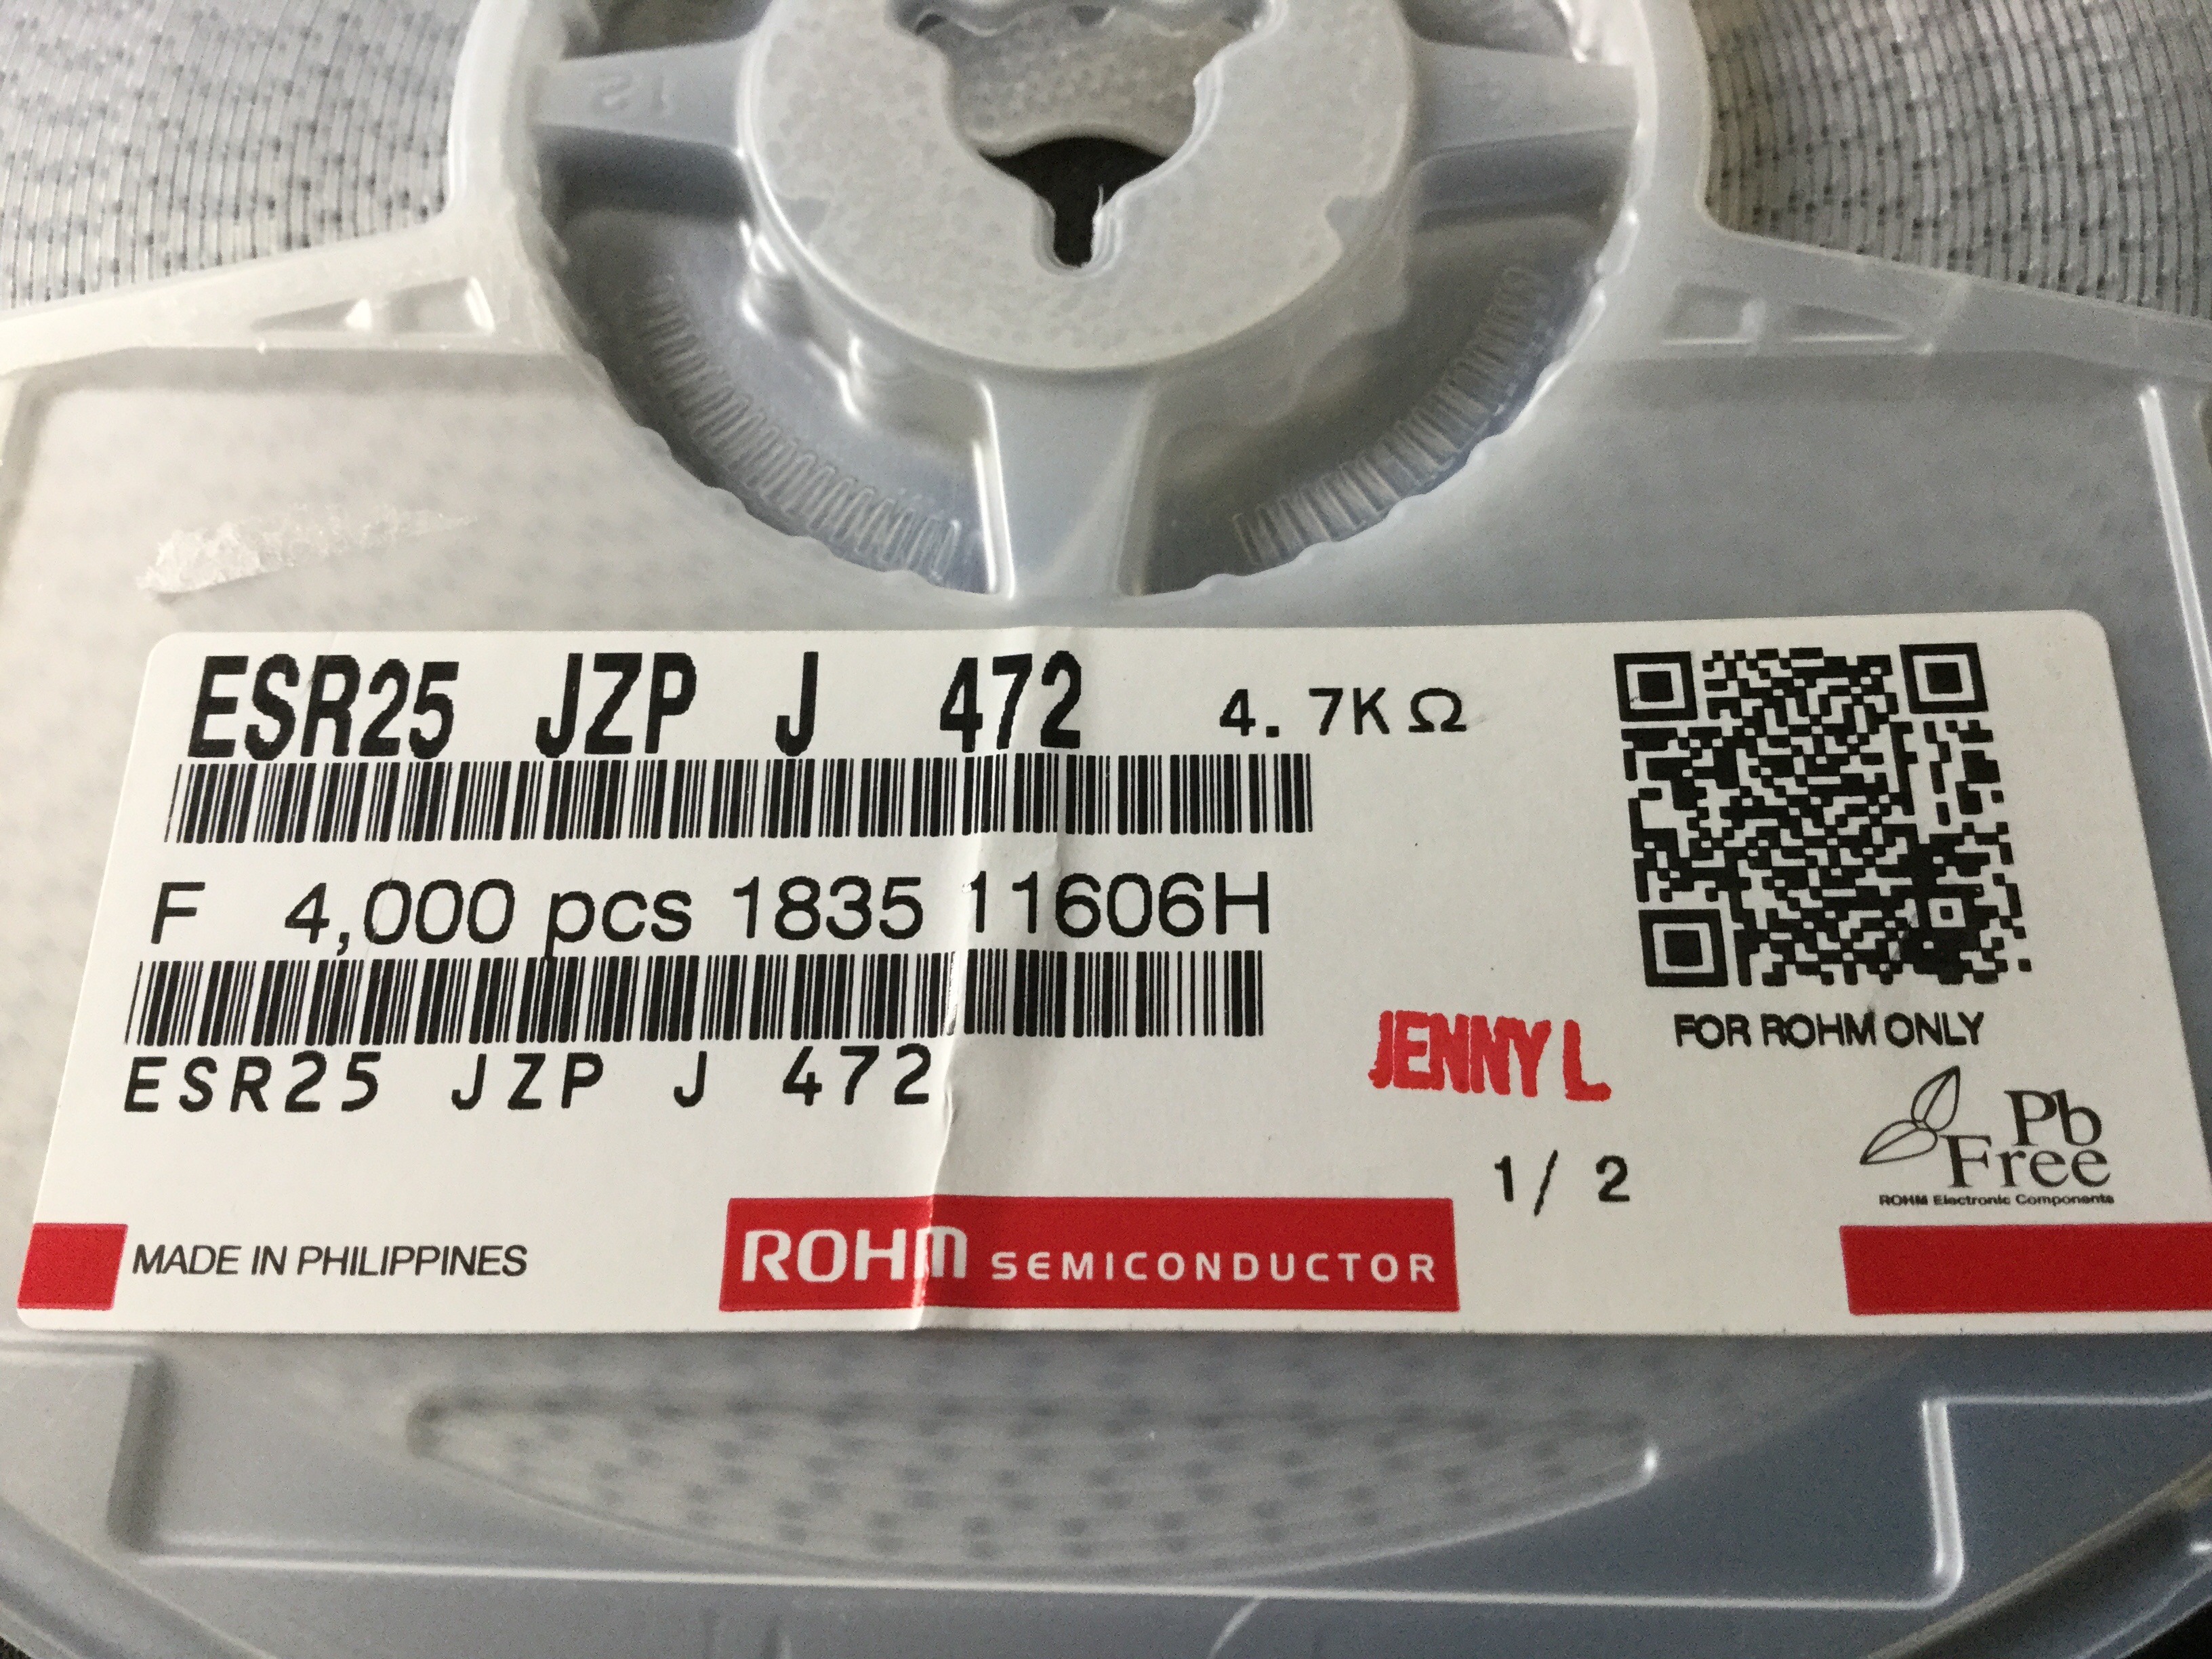 12
ESR25 JZP J 472 4.7KΩ
F 4,000 pcs 1835 11606H
ESR25 JZP J 472
JENNY L
FOR ROHM ONLY
1/ 2
Pb
Free
ROHM Electronic Components
MADE IN PHILIPPINES
ROHM SEMICONDUCTOR